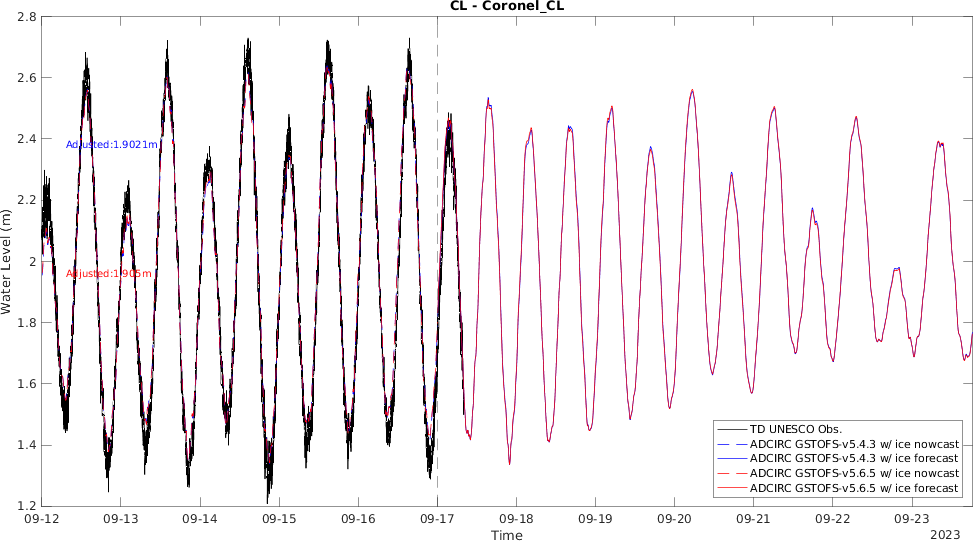 CL - Coronel_CL
2.8
2.6
2.4
2.2
2
1.8
1.6
1.4
1.2
Water Level (m)
Adjusted:1.9021m
Adjusted:1.905m
TD UNESCO Obs.
ADCIRC GSTOFS-v5.4.3 w/ ice nowcast
ADCIRC GSTOFS-v5.4.3 w/ ice forecast
ADCIRC GSTOFS-v5.6.5 w/ ice nowcast
ADCIRC GSTOFS-v5.6.5 w/ ice forecast
09-12 09-13 09-14 09-15 09-16 09-17 09-18 09-19 09-20 09-21 09-22 09-23
Time
2023